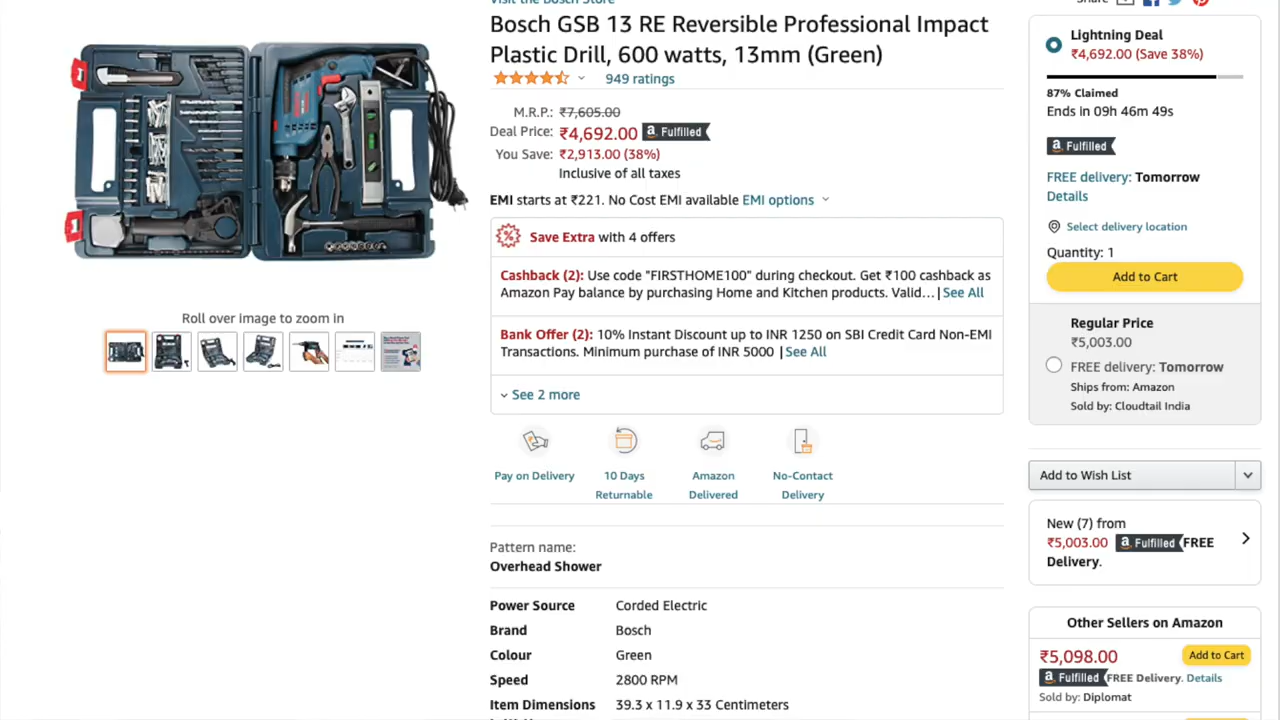 Visit the Bosch Store
Bosch GSB 13 RE Reversible Professional Impact
Plastic Drill, 600 watts, 13mm (Green)
949 ratings
M.R.P.: ₹7,605.00
Deal Price: ₹4,692.00 a Fulfilled
You Save: ₹2,913.00 (38%)
Inclusive of all taxes
EMI starts at ₹221. No Cost EMI available EMI options
Save Extra with 4 offers
Cashback (2): Use code "FIRSTHOME100" during checkout. Get ₹100 cashback as
Amazon Pay balance by purchasing Home and Kitchen products. Valid… | See All
Bank Offer (2): 10% Instant Discount up to INR 1250 on SBI Credit Card Non-EMI
Transactions. Minimum purchase of INR 5000 | See All
See 2 more
Pay on Delivery
10 Days
Returnable
Amazon
Delivered
No-Contact
Delivery
Pattern name:
Overhead Shower
Power Source Corded Electric
Brand Bosch
Colour Green
Speed 2800 RPM
Item Dimensions 39.3 x 11.9 x 33 Centimeters
Roll over image to zoom in
Share
Lightning Deal
₹4,692.00 (Save 38%)
87% Claimed
Ends in 09h 46m 49s
a Fulfilled
FREE delivery: Tomorrow
Details
Select delivery location
Quantity: 1
Add to Cart
Regular Price
₹5,003.00
FREE delivery: Tomorrow
Ships from: Amazon
Sold by: Cloudtail India
Add to Wish List
New (7) from
₹5,003.00 a Fulfilled FREE
Delivery.
Other Sellers on Amazon
₹5,098.00 Add to Cart
a Fulfilled FREE Delivery. Details
Sold by: Diplomat